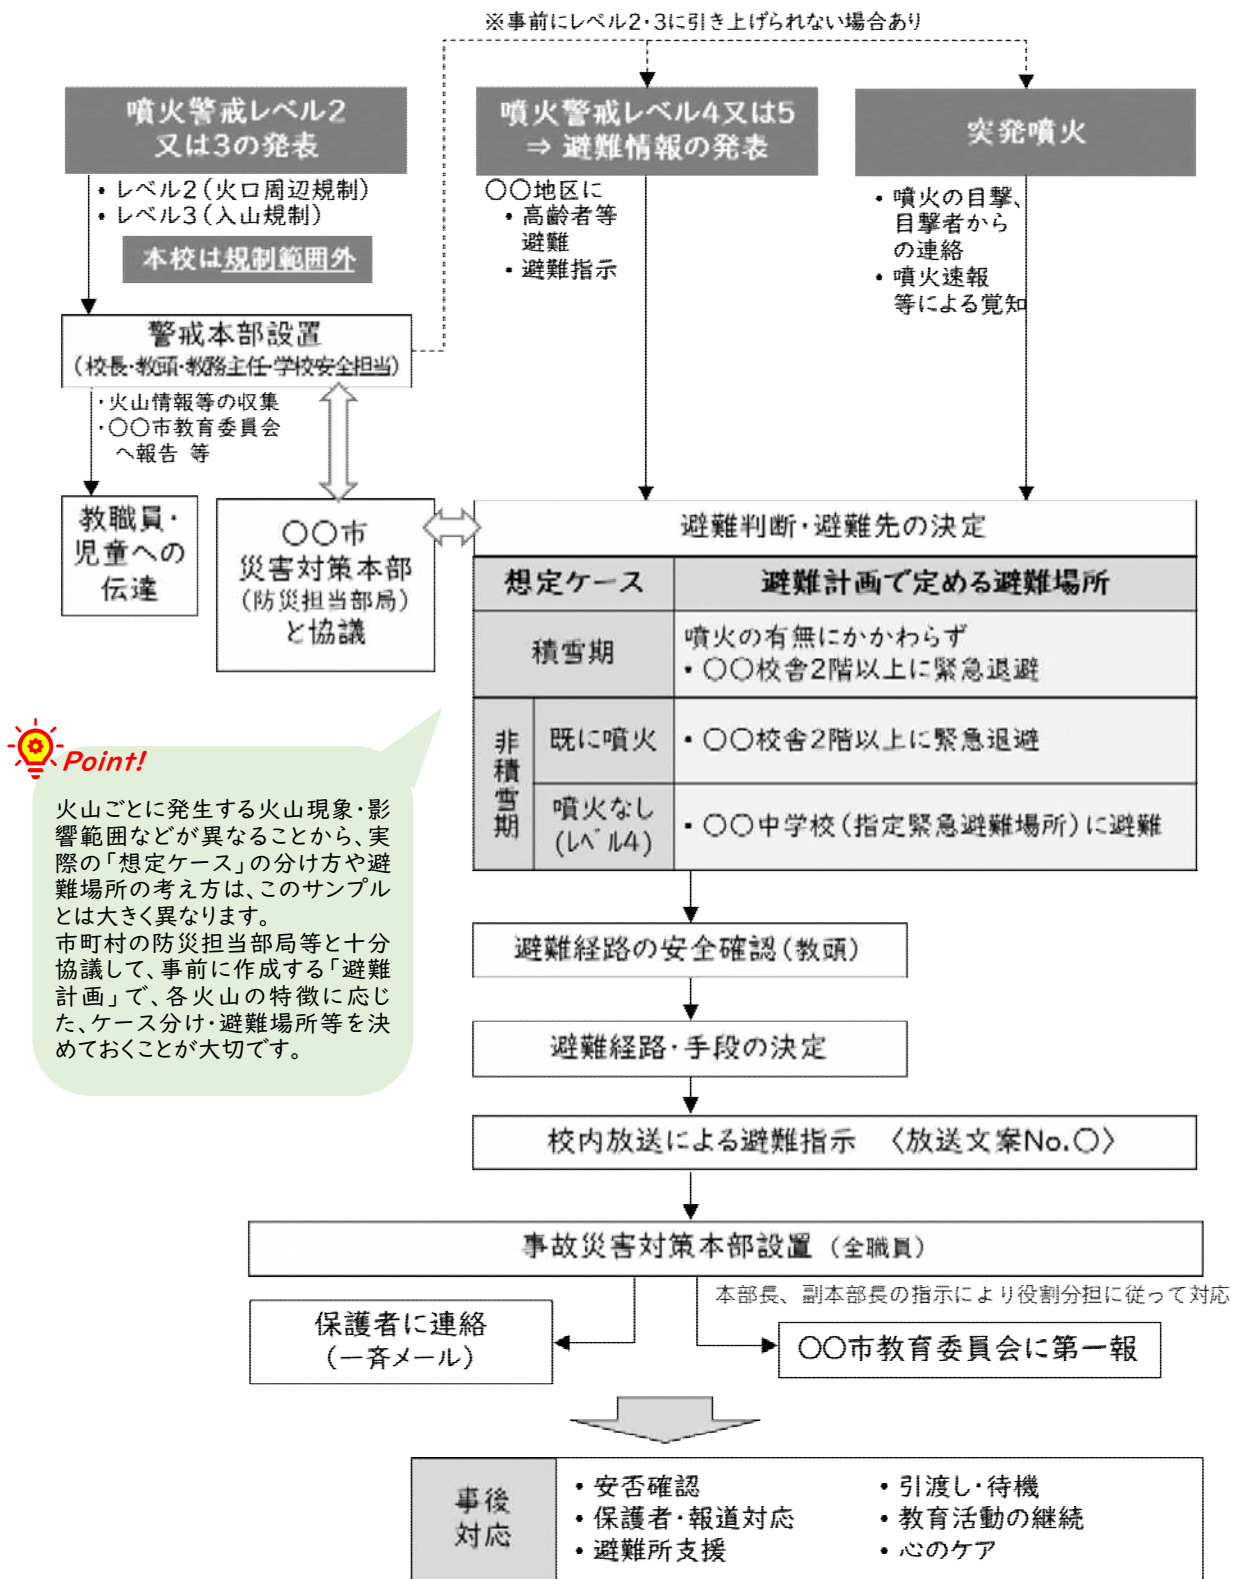 ※事前にレベル2・3に引き上げられない場合あり
噴火警戒レベル2
又は3の発表
・レベル2(火口周辺規制)
・レベル3(入山規制)
本校は規制範囲外
警戒本部設置
(校長・教頭・教務主任・学校安全担当)
・火山情報等の収集
・〇〇市教育委員会
へ報告 等
教職員・
児童への
伝達
〇〇市
災害対策本部
(防災担当部局)
と協議
噴火警戒レベル4又は5
⇒ 避難情報の発表
〇〇地区に
・高齢者等
避難
・避難指示
突発噴火
・噴火の目撃、
目撃者から
の連絡
・噴火速報
等による覚知
避難判断・避難先の決定
想定ケース
避難計画で定める避難場所
積雪期
噴火の有無にかかわらず
・〇〇校舎2階以上に緊急退避
非積雪期
既に噴火
・〇〇校舎2階以上に緊急退避
噴火なし
(レベル4)
・〇〇中学校(指定緊急避難場所)に避難
Point!
火山ごとに発生する火山現象・影
響範囲などが異なることから、実
際の「想定ケース」の分け方や避
難場所の考え方は、このサンプル
とは大きく異なります。
市町村の防災担当部局等と十分
協議して、事前に作成する「避難
計画」で、各火山の特徴に応じ
た、ケース分け・避難場所等を決
めておくことが大切です。
避難経路の安全確認(教頭)
避難経路・手段の決定
校内放送による避難指示 〈放送文案No.〇〉
事故災害対策本部設置(全職員)
本部長、副本部長の指示により役割分担に従って対応
保護者に連絡
(一斉メール)
〇〇市教育委員会に第一報
事後
対応
・安否確認
・保護者・報道対応
・避難所支援
・引渡し・待機
・教育活動の継続
・心のケア